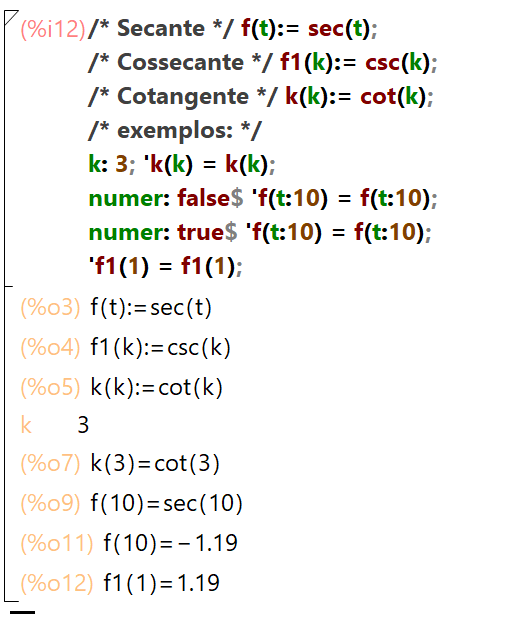 (%i12) /* Secante */ f(t):= sec(t);
/* Cossecante */ f1(k):= csc(k);
/* Cotangente */ k(k):= cot(k);
/* exemplos: */
k: 3; 'k(k) = k(k);
numer: false$ 'f(t:10) = f(t:10);
numer: true$ 'f(t:10) = f(t:10);
'f1(1) = f1(1);
(%o3) f(t):=sec(t)
(%o4) f1(k):=csc(k)
(%o5) k(k):=cot(k)
k 3
(%o7) k(3)=cot(3)
(%o9) f(10)=sec(10)
(%o11) f(10)=-1.19
(%o12) f1(1)=1.19